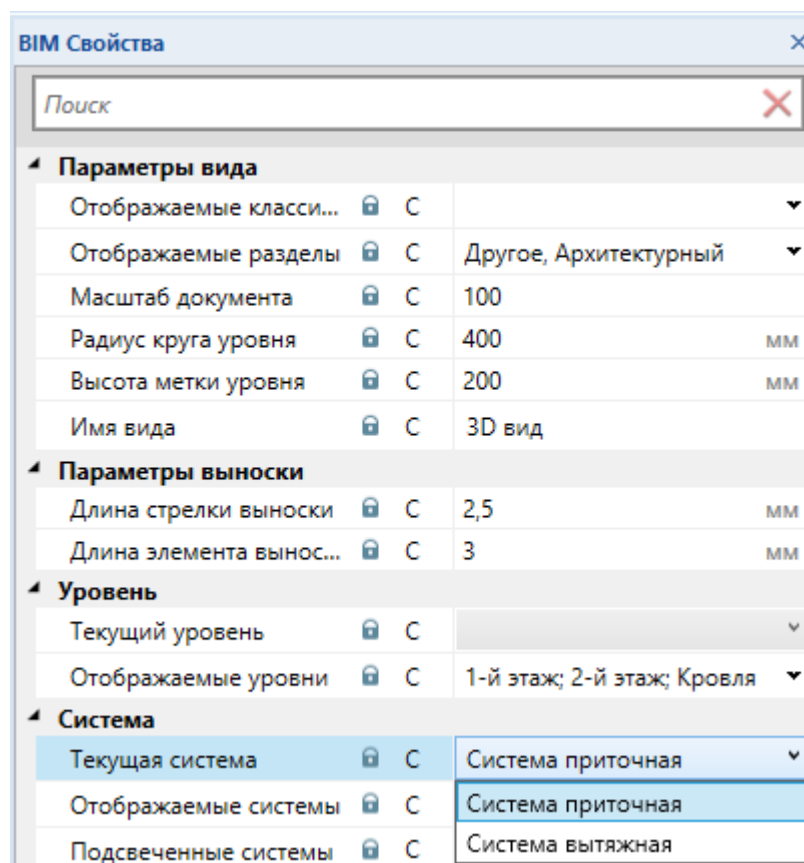 BIM Свойства
Поиск
Параметры вида
Отображаемые класси... С
Отображаемые разделы С Другое, Архитектурный
Масштаб документа С 100
Радиус круга уровня С 400 мм
Высота метки уровня С 200 мм
Имя вида С 3D вид
Параметры выноски
Длина стрелки выноски С 2,5 мм
Длина элемента вынос... С 3 мм
Уровень
Текущий уровень С
Отображаемые уровни С 1-й этаж; 2-й этаж; Кровля
Система
Текущая система С Система приточная
Отображаемые системы С Система приточная
Подсвеченные системы С Система вытяжная